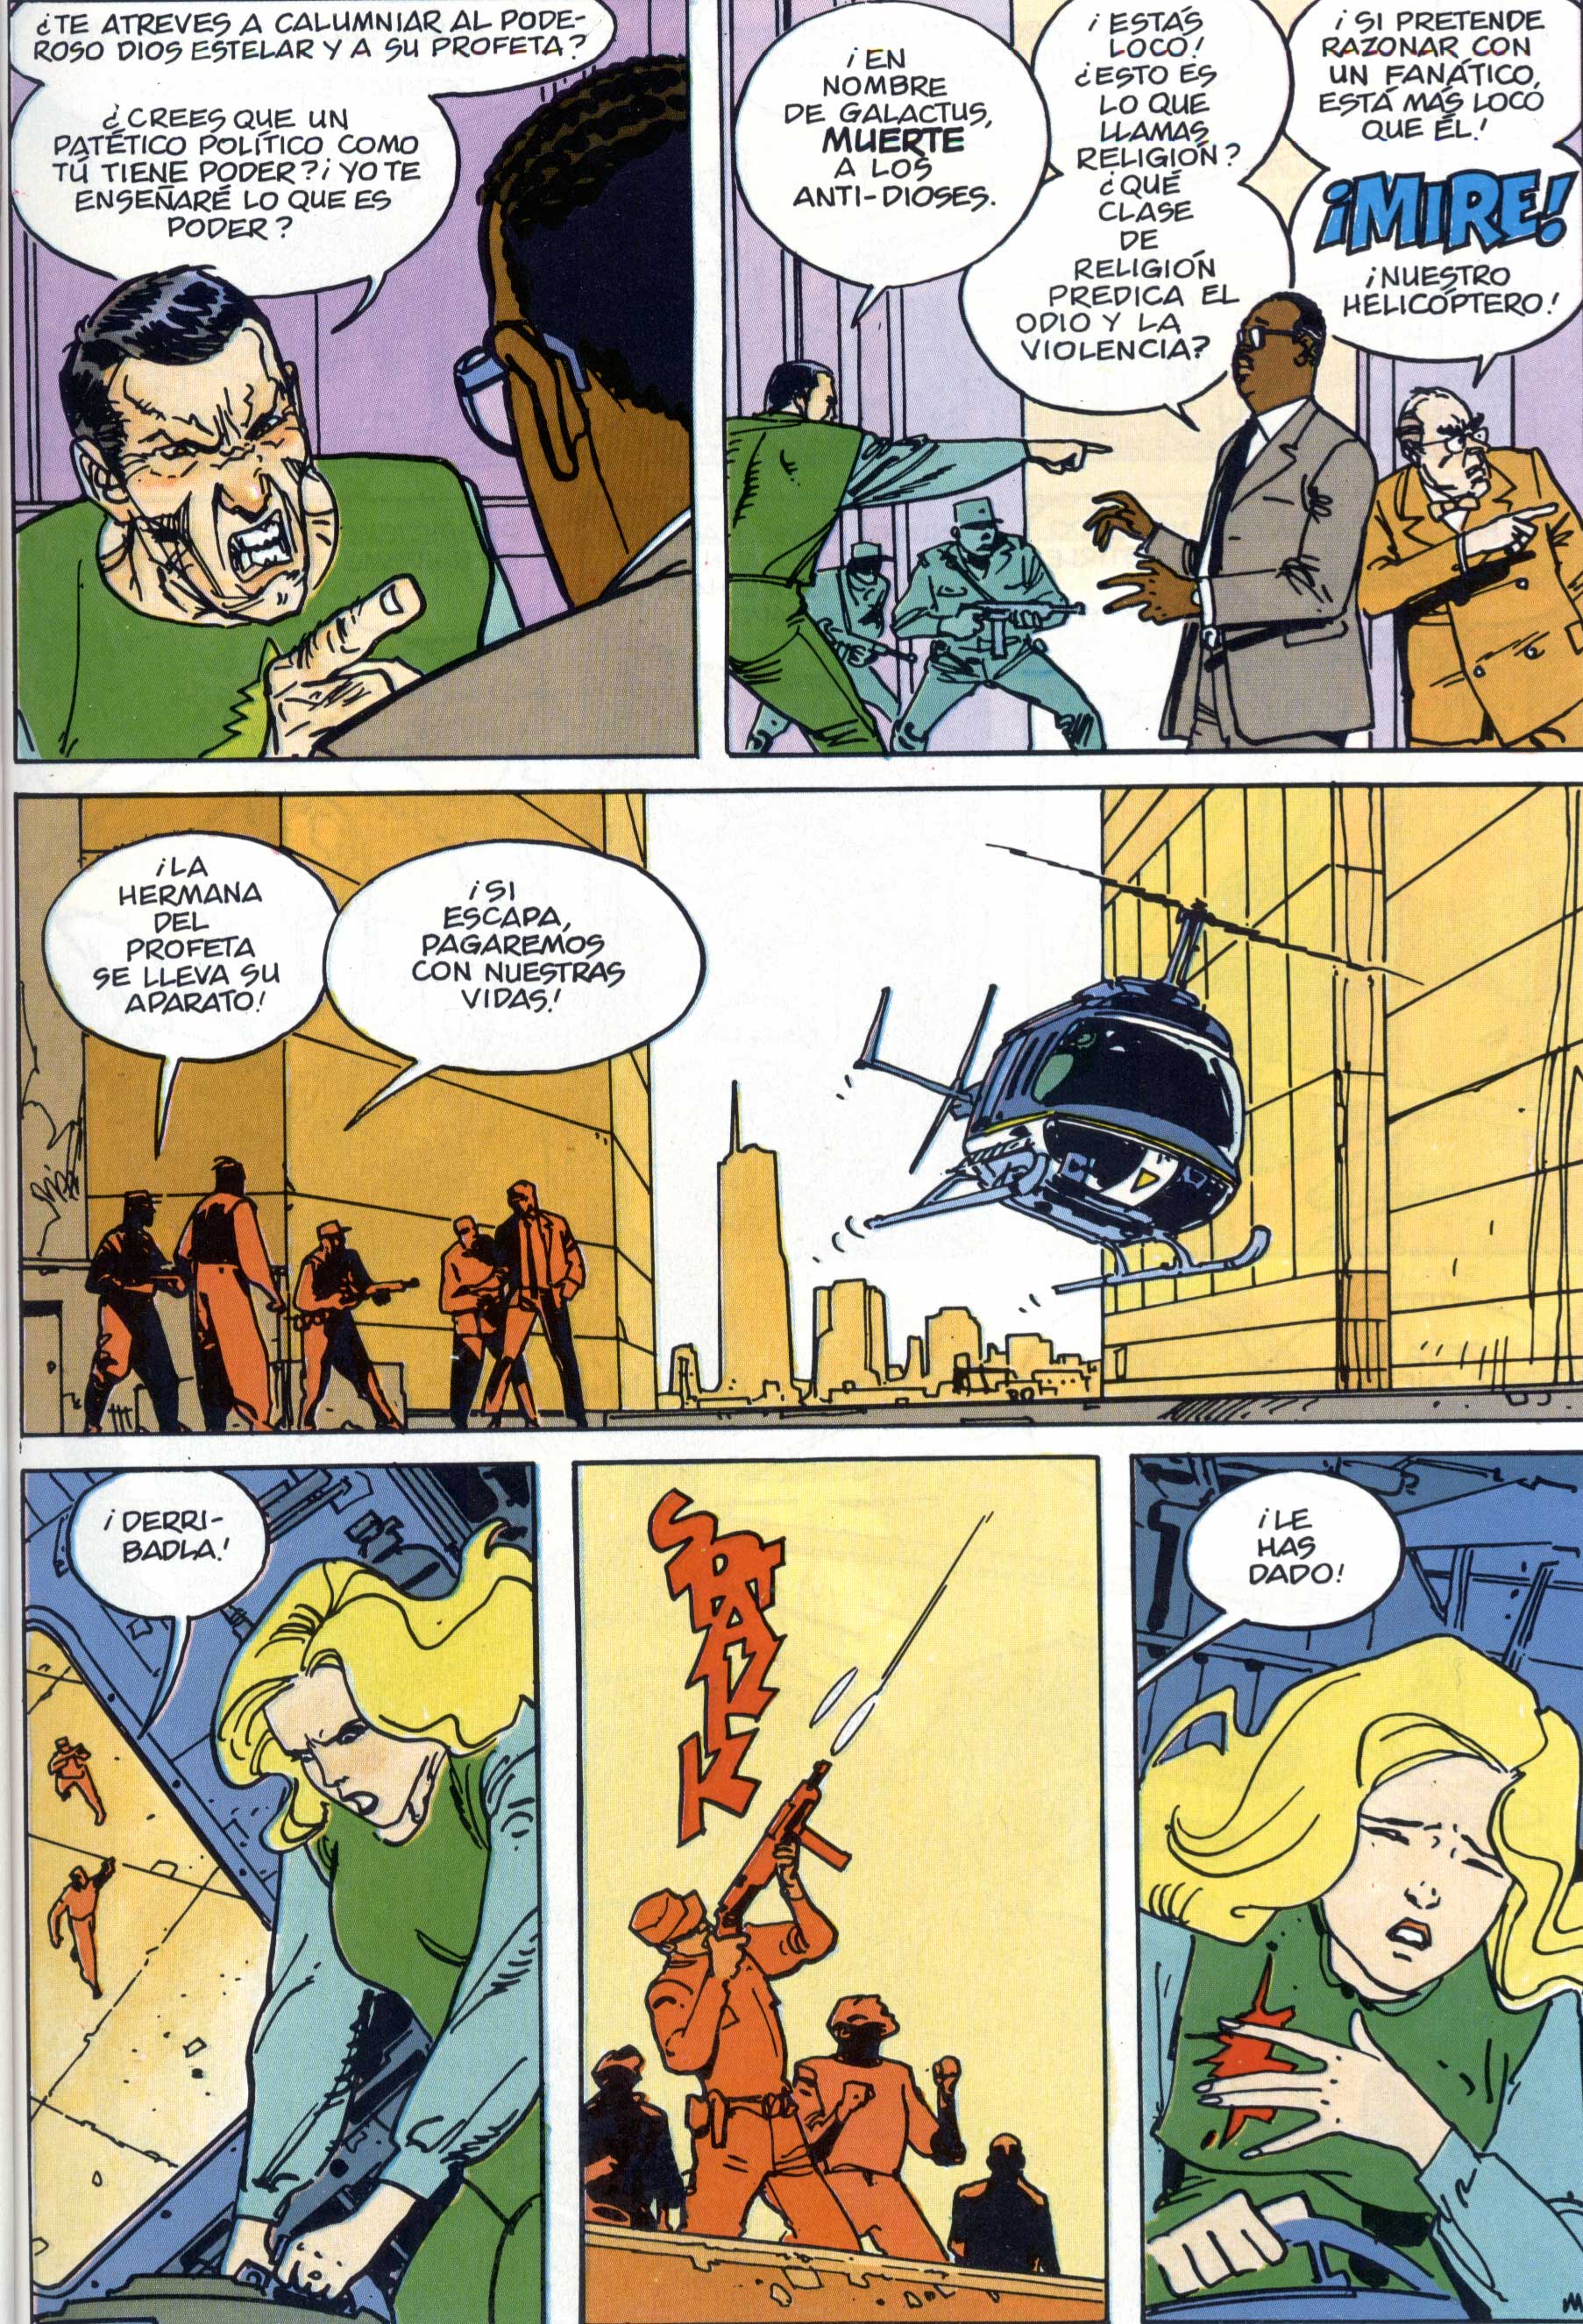 ¿TE ATREVES A CALUMNIAR AL PODE-
ROSO DIOS ESTELAR Y A SU PROFETA?
¿CREES QUE UN
PATÉTICO POLÍTICO COMO
TÚ TIENE PODER? ¡YO TE
ENSEÑARÉ LO QUE ES
PODER?
¡EN
NOMBRE
DE GALACTUS,
MUERTE
A LOS
ANTI-DIOSES.
¡ESTÁS
LOCO!
¿ESTO ES
LO QUE
LLAMAS
RELIGIÓN?
¿QUÉ
CLASE
DE
RELIGIÓN
PREDICA EL
ODIO Y LA
VIOLENCIA?
¡SI PRETENDE
RAZONAR CON
UN FANÁTICO,
ESTÁ MÁS LOCO
QUE ÉL!
¡MIRE!
¡NUESTRO
HELICÓPTERO!
¡LA
HERMANA
DEL
PROFETA
SE LLEVA SU
APARATO!
¡SI
ESCAPA,
PAGAREMOS
CON NUESTRAS
VIDAS!
¡DERRI-
BADLA!
SPAKK
¡LE
HAS
DADO!